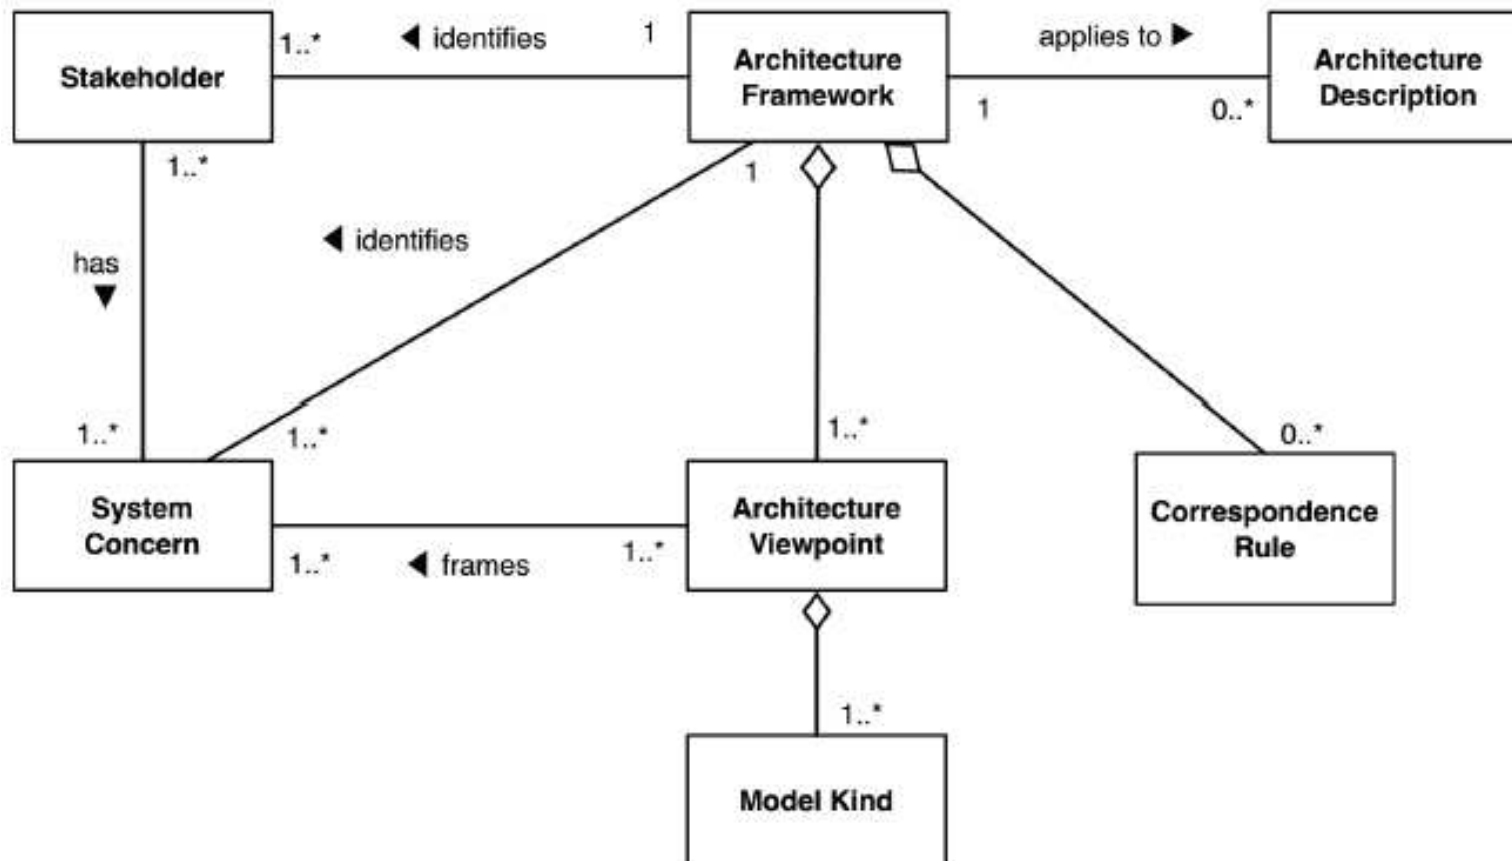 1..*
◀ identifies
1
applies to ▶
Stakeholder
Architecture
Framework
Architecture
Description
1
0..*
1..*
1
◀ identifies
has
▼
1..*
1..*
1..*
0..*
System
Concern
Architecture
Viewpoint
Correspondence
Rule
1..*
◀ frames
1..*
1..*
Model Kind